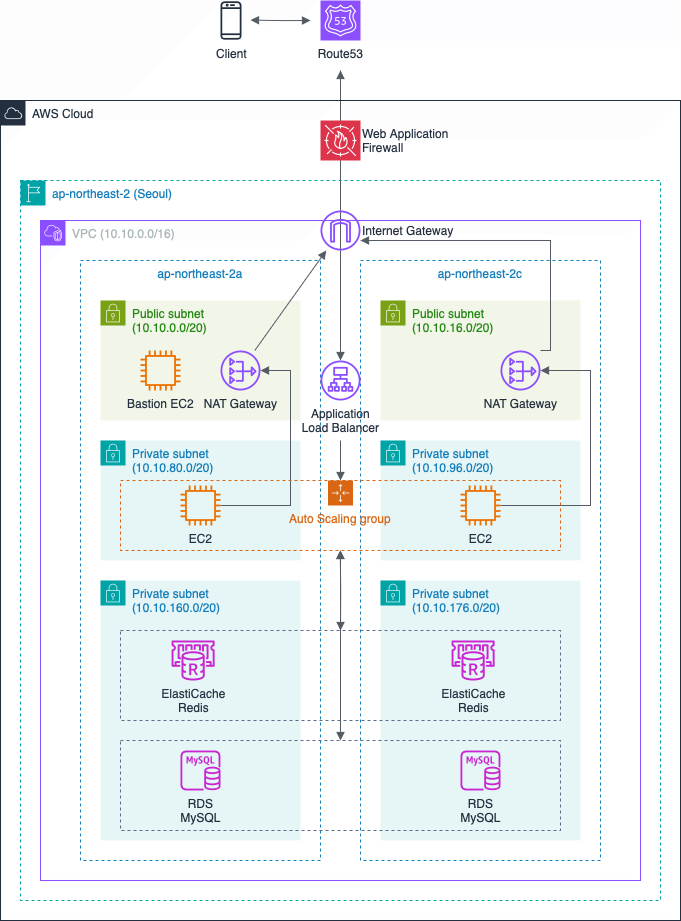 53
Client
Route53
AWS Cloud
Web Application
Firewall
ap-northeast-2 (Seoul)
VPC (10.10.0.0/16)
Internet Gateway
ap-northeast-2a
ap-northeast-2c
Public subnet
(10.10.0.0/20)
Public subnet
(10.10.16.0/20)
Bastion EC2
NAT Gateway
NAT Gateway
Application
Load Balancer
Private subnet
(10.10.80.0/20)
Private subnet
(10.10.96.0/20)
Auto Scaling group
EC2
EC2
Private subnet
(10.10.160.0/20)
Private subnet
(10.10.176.0/20)
R
ElastiCache
Redis
R
ElastiCache
Redis
MySQL
RDS
MySQL
MySQL
RDS
MySQL